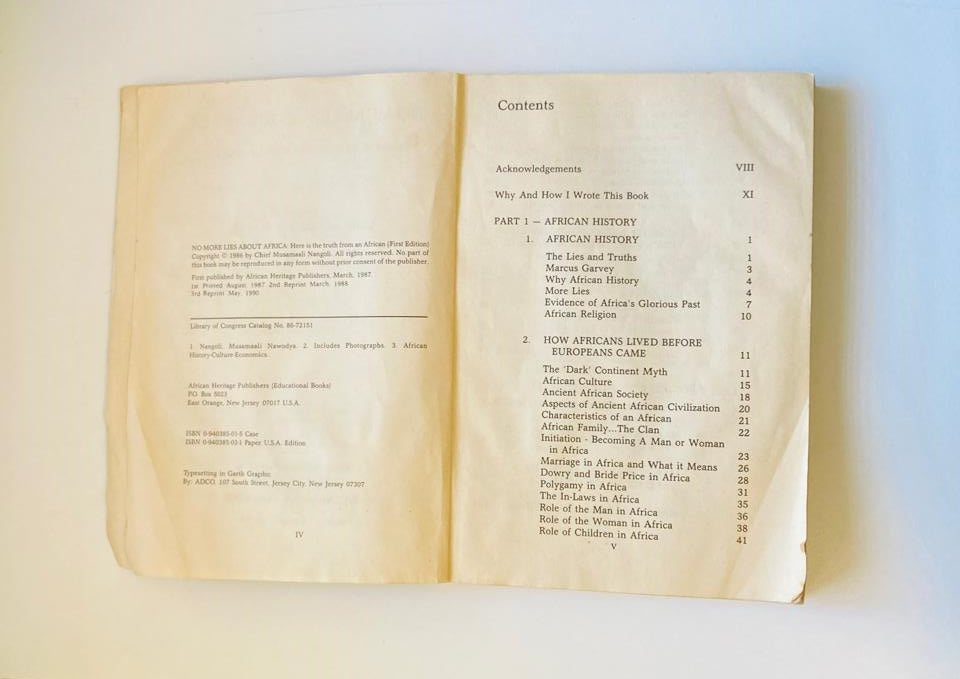 NO MORE LIES ABOUT AFRICA: Here is the truth from an African (First Edition)
Copyright © 1986 by Chief Musamaali Nangoli. All rights reserved. No part of
this book may be reproduced in any form without prior consent of the publisher.
First published by African Heritage Publishers, March, 1987.
1st Printed August, 1987. 2nd Reprint March, 1988.
3rd Reprint May, 1990.
Library of Congress Catalog No. 86-72151
1. Nangoli, Musamaali Nawodya. 2. Includes Photographs. 3. African
History-Culture-Economics.
African Heritage Publishers (Educational Books)
P.O. Box 5023
East Orange, New Jersey 07017 U.S.A.
ISBN 0-940385-01-5 Case
ISBN 0-940385-02-1 Paper U.S.A. Edition
Typesetting in Garth Graphic
By: ADCO, 107 South Street, Jersey City, New Jersey 07307
IV
Contents
Acknowledgements VIII
Why And How I Wrote This Book XI
PART 1 — AFRICAN HISTORY
1. AFRICAN HISTORY 1
The Lies and Truths 1
Marcus Garvey 3
Why African History 4
More Lies 4
Evidence of Africa's Glorious Past 7
African Religion 10
2. HOW AFRICANS LIVED BEFORE
EUROPEANS CAME 11
The 'Dark' Continent Myth 11
African Culture 15
Ancient African Society 18
Aspects of Ancient African Civilization 20
Characteristics of an African 21
African Family...The Clan 22
Initiation - Becoming A Man or Woman
in Africa 23
Marriage in Africa and What it Means 26
Dowry and Bride Price in Africa 28
Polygamy in Africa 31
The In-Laws in Africa 35
Role of the Man in Africa 36
Role of the Woman in Africa 38
Role of Children in Africa 41
V